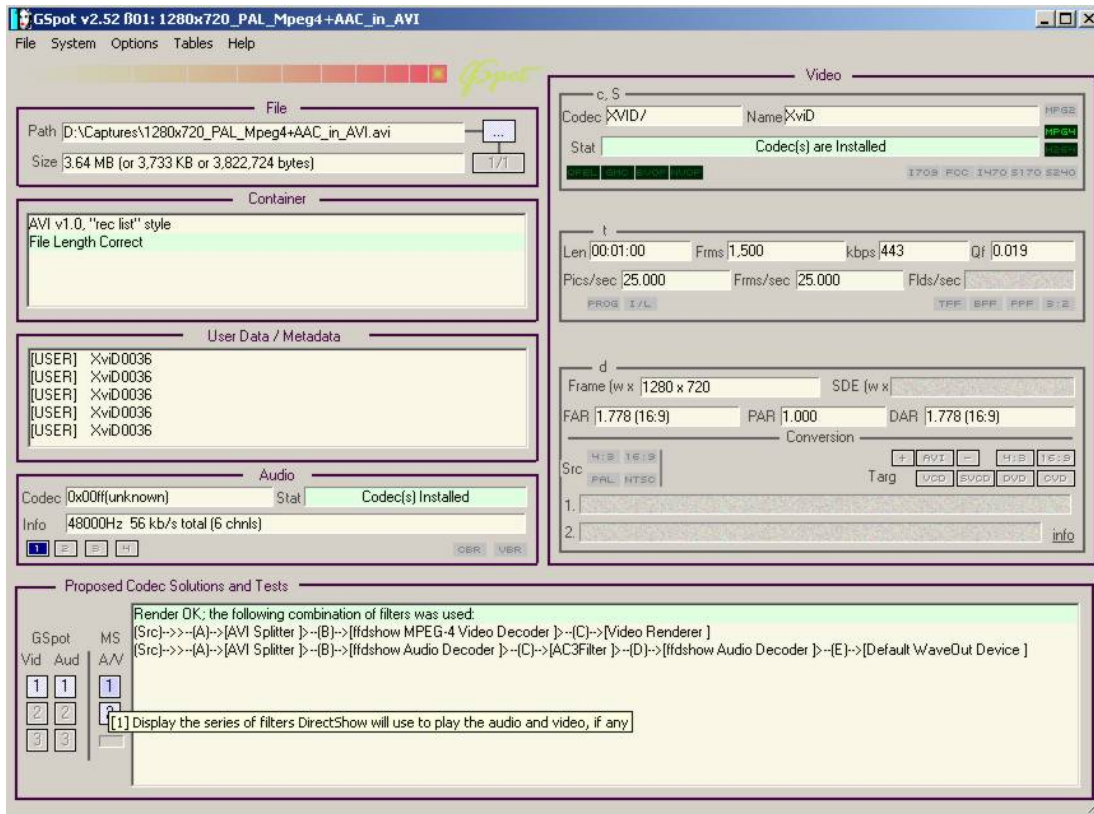 GSpot v2.52 ß01: 1280x720_PAL_Mpeg4+AAC_in_AVI
File System Options Tables Help
GSpot
File
Path D:\Captures\1280x720_PAL_Mpeg4+AAC_in_AVI.avi ...
Size 3.64 MB (or 3,733 KB or 3,822,724 bytes) 1/1
Container
AVI v1.0, "rec list" style
File Length Correct
User Data / Metadata
[USER] XviD0036
[USER] XviD0036
[USER] XviD0036
[USER] XviD0036
[USER] XviD0036
Audio
Codec 0x00ff(unknown) Stat Codec(s) Installed
Info 48000Hz 56 kb/s total (6 chnls)
1 2 3 4 CBR VBR
Video
c, S
Codec XVID/ Name XviD MPG2
MPG4
Stat Codec(s) are Installed H264
QPEL GMC BVOP NVOP I709 FCC I470 S170 S240
t
Len 00:01:00 Frms 1,500 kbps 443 Qf 0.019
Pics/sec 25.000 Frms/sec 25.000 Flds/sec
PROG I/L TFF BFF PPF 3:2
d
Frame (w x 1280 x 720 SDE (w x
FAR 1.778 (16:9) PAR 1.000 DAR 1.778 (16:9)
Conversion
Src 4:3 16:9 + AVI - 4:3 16:9
PAL NTSC Targ VCD SVCD DVD CVD
1.
2. info
Proposed Codec Solutions and Tests
GSpot MS
Vid Aud A/V
1 1 1
2 2
3 3
Render OK; the following combination of filters was used:
(Src)-->>--(A)-->[AVI Splitter ]>--(B)-->[ffdshow MPEG-4 Video Decoder ]>--(C)-->[Video Renderer ]
(Src)-->>--(A)-->[AVI Splitter ]>--(B)-->[ffdshow Audio Decoder ]>--(C)-->[AC3Filter ]>--(D)-->[ffdshow Audio Decoder ]>--(E)-->[Default WaveOut Device ]
[1] Display the series of filters DirectShow will use to play the audio and video, if any